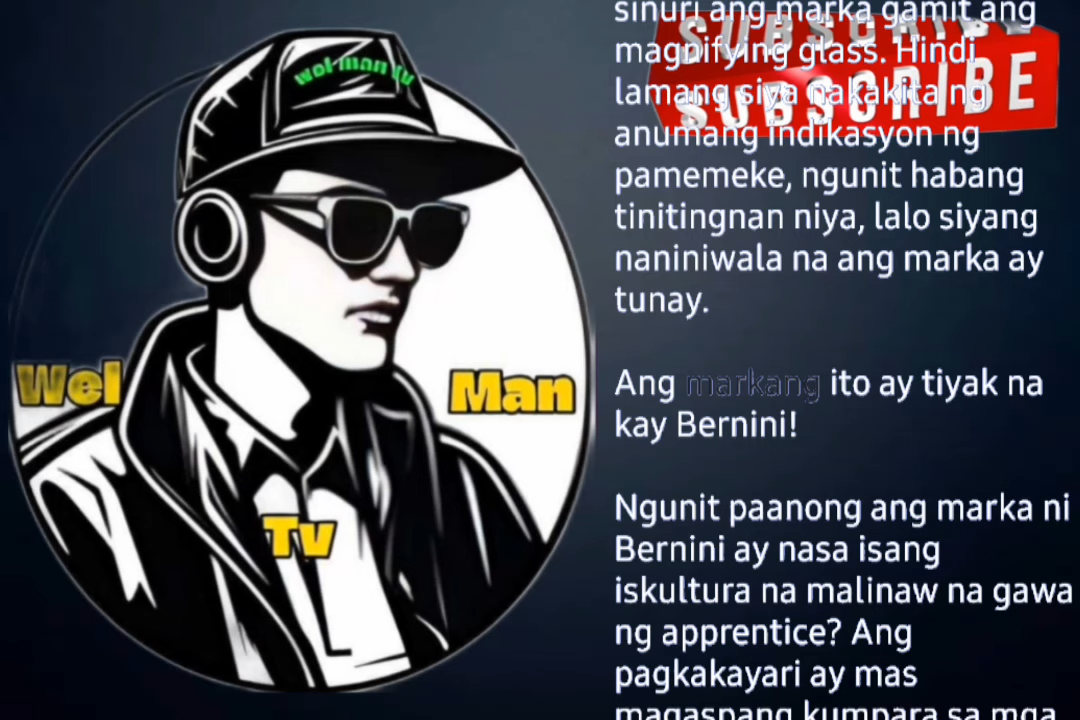 wel man tv
Wel
Man
Tv
SUBSCRIBE
SUBSCRIBE
sinuri ang marka gamit ang
magnifying glass. Hindi
lamang siya nakakita ng
anumang indikasyon ng
pamemeke, ngunit habang
tinitingnan niya, lalo siyang
naniniwala na ang marka ay
tunay.
Ang markang ito ay tiyak na
kay Bernini!
Ngunit paanong ang marka ni
Bernini ay nasa isang
iskultura na malinaw na gawa
ng apprentice? Ang
pagkakayari ay mas
magaspang kumpara sa mga